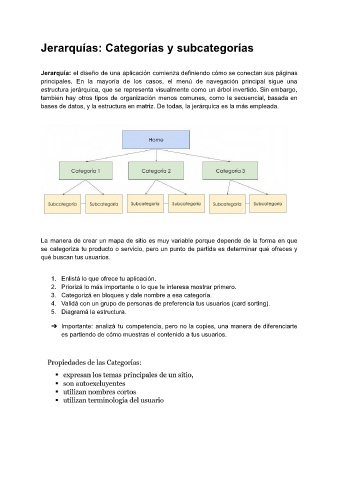 Jerarquías: Categorías y subcategorías
Jerarquía: el diseño de una aplicación comienza definiendo cómo se conectan sus páginas
principales. En la mayoría de los casos, el menú de navegación principal sigue una
estructura jerárquica, que se representa visualmente como un árbol invertido. Sin embargo,
también hay otros tipos de organización menos comunes, como la secuencial, basada en
bases de datos, y la estructura en matriz. De todas, la jerárquica es la más empleada.
Home
Categoría 1 Categoría 2 Categoría 3
Subcategoría Subcategoría Subcategoría Subcategoría Subcategoría Subcategoría
La manera de crear un mapa de sitio es muy variable porque depende de la forma en que
se categoriza tu producto o servicio, pero un punto de partida es determinar qué ofreces y
qué buscan tus usuarios.
1. Enlistá lo que ofrece tu aplicación.
2. Priorizá lo más importante o lo que te interesa mostrar primero.
3. Categorizá en bloques y dale nombre a esa categoría.
4. Validá con un grupo de personas de preferencia tus usuarios (card sorting).
5. Diagramá la estructura.
➔ Importante: analizá tu competencia, pero no la copies, una manera de diferenciarte
es partiendo de cómo muestras el contenido a tus usuarios.
Propiedades de las Categorías:
▪ expresan los temas principales de un sitio,
▪ son autoexcluyentes
▪ utilizan nombres cortos
▪ utilizan terminología del usuario